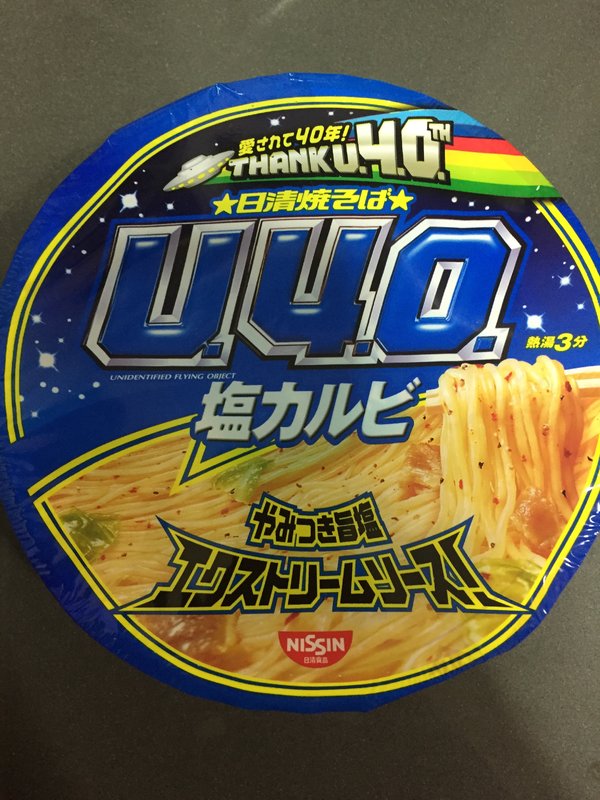 愛されて40年!
THANK U.4.O.TH
★日清焼そば★
U.4.O.
熱湯3分
UNIDENTIFIED FLYING OBJECT
塩カルビ
やみつき旨塩
エクストリームソース!
NISSIN
日清食品